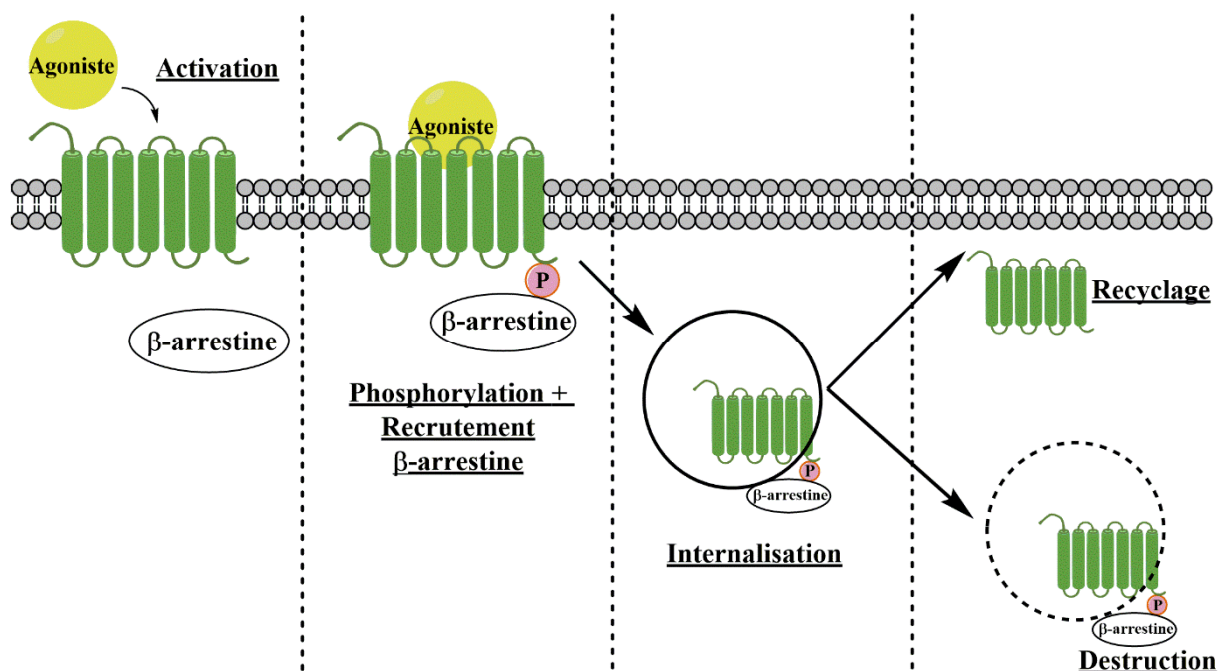 Agoniste
Activation
β-arrestine
Agoniste
P
β-arrestine
Phosphorylation +
Recrutement
β-arrestine
P
β-arrestine
Internalisation
Recyclage
P
β-arrestine
Destruction